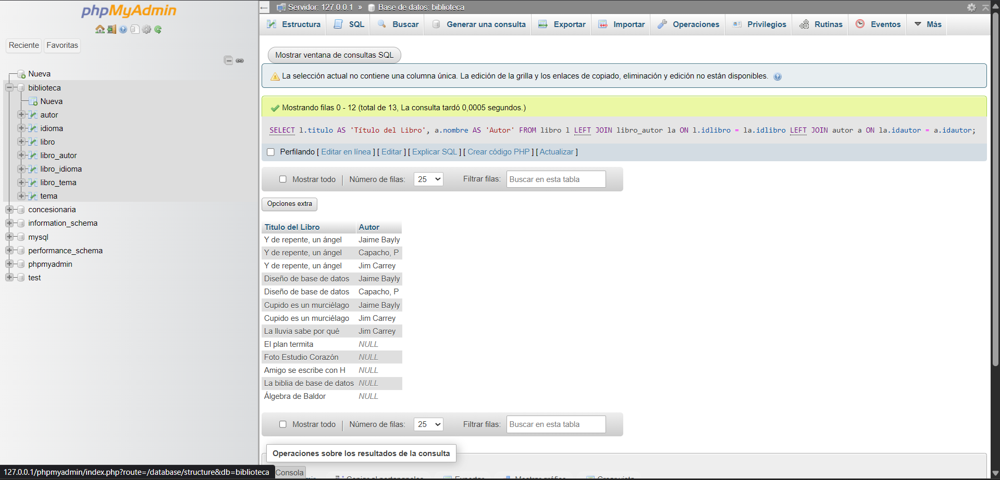 phpMyAdmin
Reciente Favoritas
Nueva
biblioteca
Nueva
autor
idioma
libro
libro_autor
libro_idioma
libro_tema
tema
concesionaria
information_schema
mysql
performance_schema
phpmyadmin
test
127.0.0.1/phpmyadmin/index.php?route=/database/structure&db=biblioteca
Servidor: 127.0.0.1 » Base de datos: biblioteca
Estructura SQL Buscar Generar una consulta Exportar Importar Operaciones Privilegios Rutinas Eventos Más
Mostrar ventana de consultas SQL
La selección actual no contiene una columna única. La edición de la grilla y los enlaces de copiado, eliminación y edición no están disponibles.
Mostrando filas 0 - 12 (total de 13, La consulta tardó 0,0005 segundos.)
SELECT l.titulo AS 'Título del Libro', a.nombre AS 'Autor' FROM libro l LEFT JOIN libro_autor la ON l.idlibro = la.idlibro LEFT JOIN autor a ON la.idautor = a.idautor;
Perfilando [ Editar en línea ] [ Editar ] [ Explicar SQL ] [ Crear código PHP ] [ Actualizar ]
Mostrar todo | Número de filas: 25 Filtrar filas: Buscar en esta tabla
Opciones extra
Título del Libro Autor
Y de repente, un ángel Jaime Bayly
Y de repente, un ángel Capacho, P
Y de repente, un ángel Jim Carrey
Diseño de base de datos Jaime Bayly
Diseño de base de datos Capacho, P
Cupido es un murciélago Jaime Bayly
Cupido es un murciélago Jim Carrey
La lluvia sabe por qué Jim Carrey
El plan termita NULL
Foto Estudio Corazón NULL
Amigo se escribe con H NULL
La biblia de base de datos NULL
Álgebra de Baldor NULL
Mostrar todo | Número de filas: 25 Filtrar filas: Buscar en esta tabla
Operaciones sobre los resultados de la consulta
Consola
Copiar al portapapeles Exportar Mostrar gráfico Crear vista